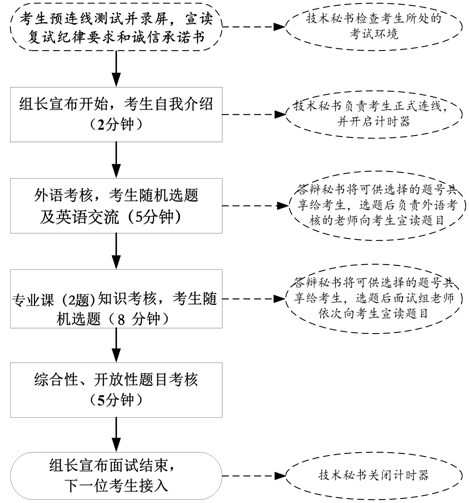 考生预连线测试并录屏，宣读
复试纪律要求和诚信承诺书
技术秘书检查考生所处的
考试环境
组长宣布开始，考生自我介绍
（2分钟）
技术秘书负责考生正式连线，
并开启计时器
外语考核，考生随机选题
及英语交流（5分钟）
答辩秘书将可供选择的题号共
享给考生，选题后负责外语考
核的老师向考生宣读题目
专业课（2题）知识考核，考生随
机选题（8 分钟）
答辩秘书将可供选择的题号共
享给考生，选题后面试组老师
依次向考生宣读题目
综合性、开放性题目考核
（5分钟）
组长宣布面试结束，
下一位考生接入
技术秘书关闭计时器